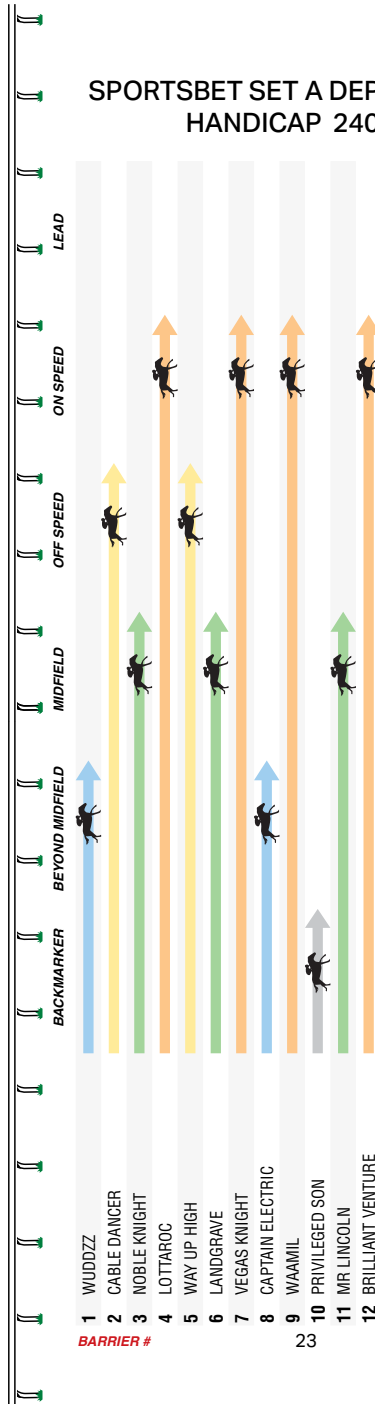 SPORTSBET SET A DEP
HANDICAP 240
LEAD
ON SPEED
OFF SPEED
MIDFIELD
BEYOND MIDFIELD
BACKMARKER
1 WUDDZZ
2 CABLE DANCER
3 NOBLE KNIGHT
4 LOTTAROC
5 WAY UP HIGH
6 LANDGRAVE
7 VEGAS KNIGHT
8 CAPTAIN ELECTRIC
9 WAAMIL
10 PRIVILEGED SON
11 MR LINCOLN
12 BRILLIANT VENTURE
BARRIER #
23